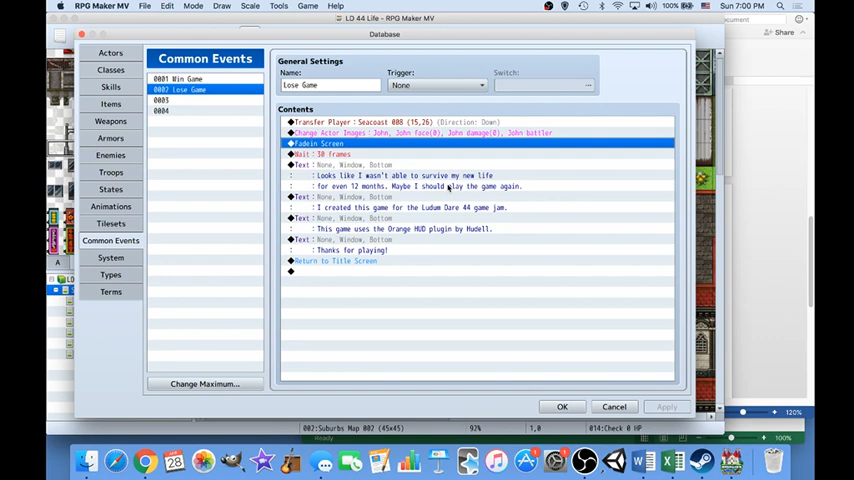 RPG Maker MV File Edit Mode Draw Scale Tools Game Help 100% Sun 7:00 PM
LD 44 Life - RPG Maker MV
Database
ocument
Share
Actors
Classes
Skills
Items
Weapons
Armors
Enemies
Troops
States
Animations
Tilesets
Common Events
System
Types
Terms
Common Events
0001 Win Game
0002 Lose Game
0003
0004
Change Maximum...
General Settings
Name:
Trigger:
Switch:
Lose Game
None
...
Contents
◆Transfer Player : Seacoast 008 (15,26) (Direction: Down)
◆Change Actor Images : John, John face(0), John damage(0), John battler
◆Fadein Screen
◆Wait : 30 frames
◆Text : None, Window, Bottom
: : Looks like I wasn't able to survive my new life
: : for even 12 months. Maybe I should play the game again.
◆Text : None, Window, Bottom
: : I created this game for the Ludum Dare 44 game jam.
◆Text : None, Window, Bottom
: : This game uses the Orange HUD plugin by Hudell.
◆Text : None, Window, Bottom
: : Thanks for playing!
◆Return to Title Screen
◆
OK
Cancel
Apply
A
LD
120%
002:Suburbs Map 002 (45x45) 92% 1,0 014:Check 0 HP
Ready
100%